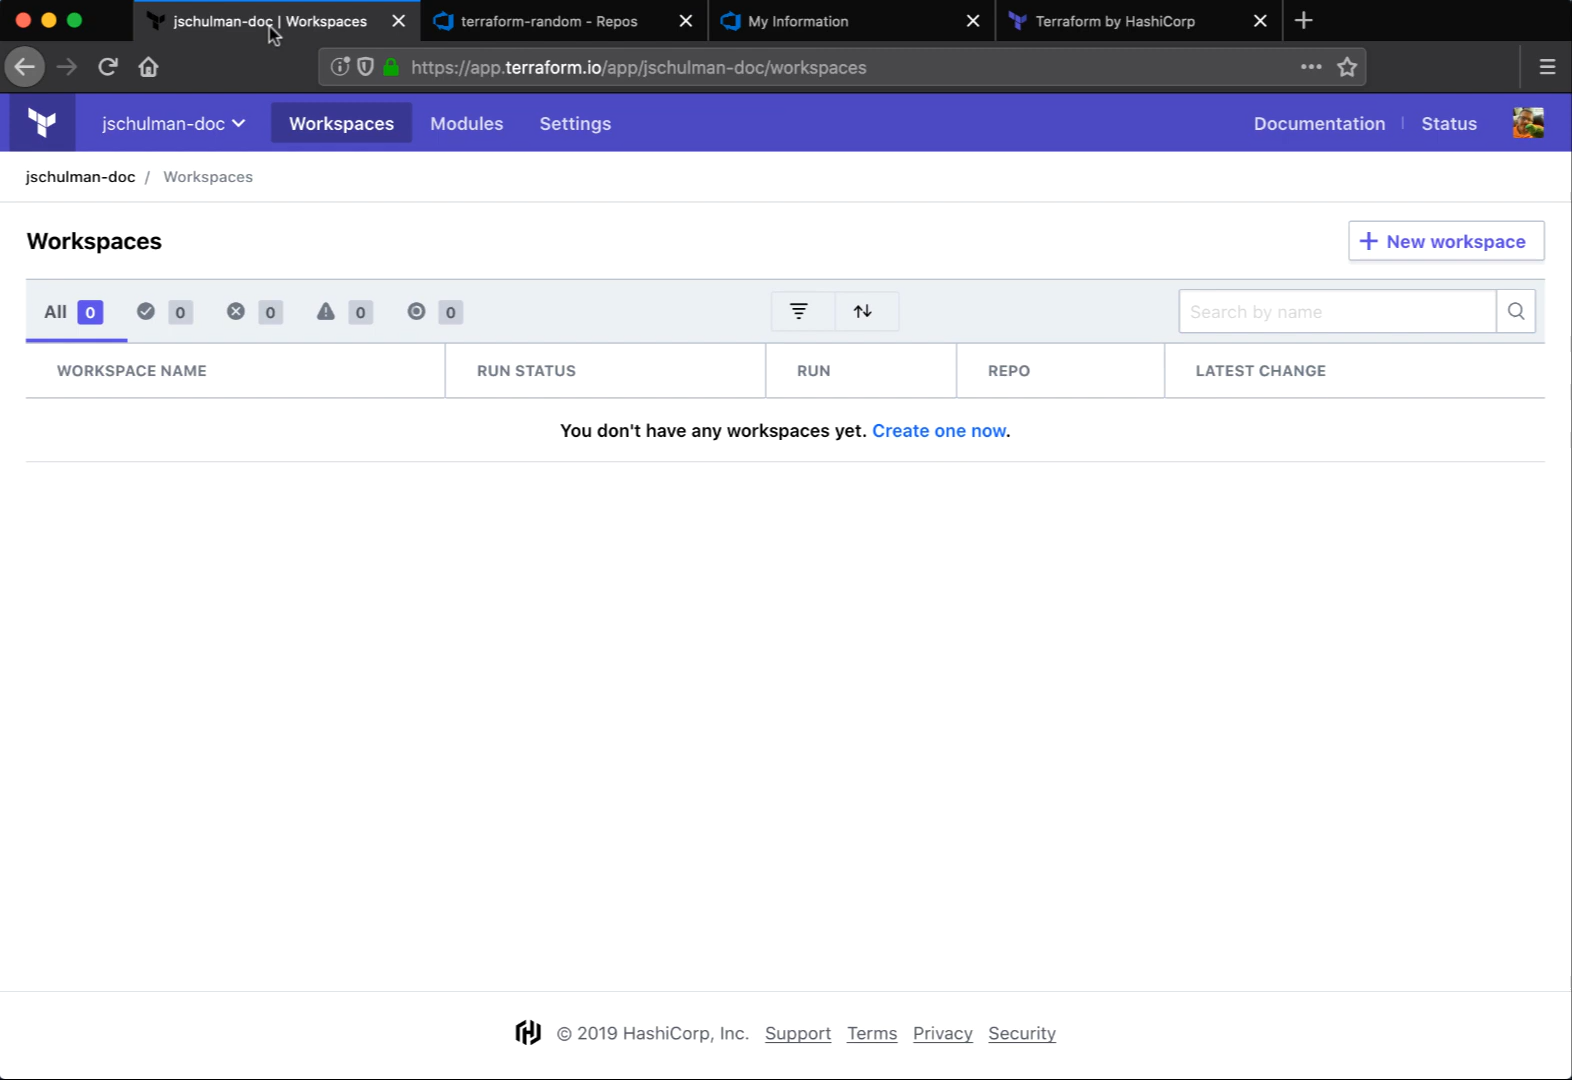 jschulman-doc | Workspaces
terraform-random - Repos
My Information
Terraform by HashiCorp
https://app.terraform.io/app/jschulman-doc/workspaces
jschulman-doc
Workspaces
Modules
Settings
Documentation
Status
jschulman-doc / Workspaces
Workspaces
+ New workspace
All 0
0
0
0
0
Search by name
WORKSPACE NAME
RUN STATUS
RUN
REPO
LATEST CHANGE
You don't have any workspaces yet. Create one now.
© 2019 HashiCorp, Inc. Support Terms Privacy Security